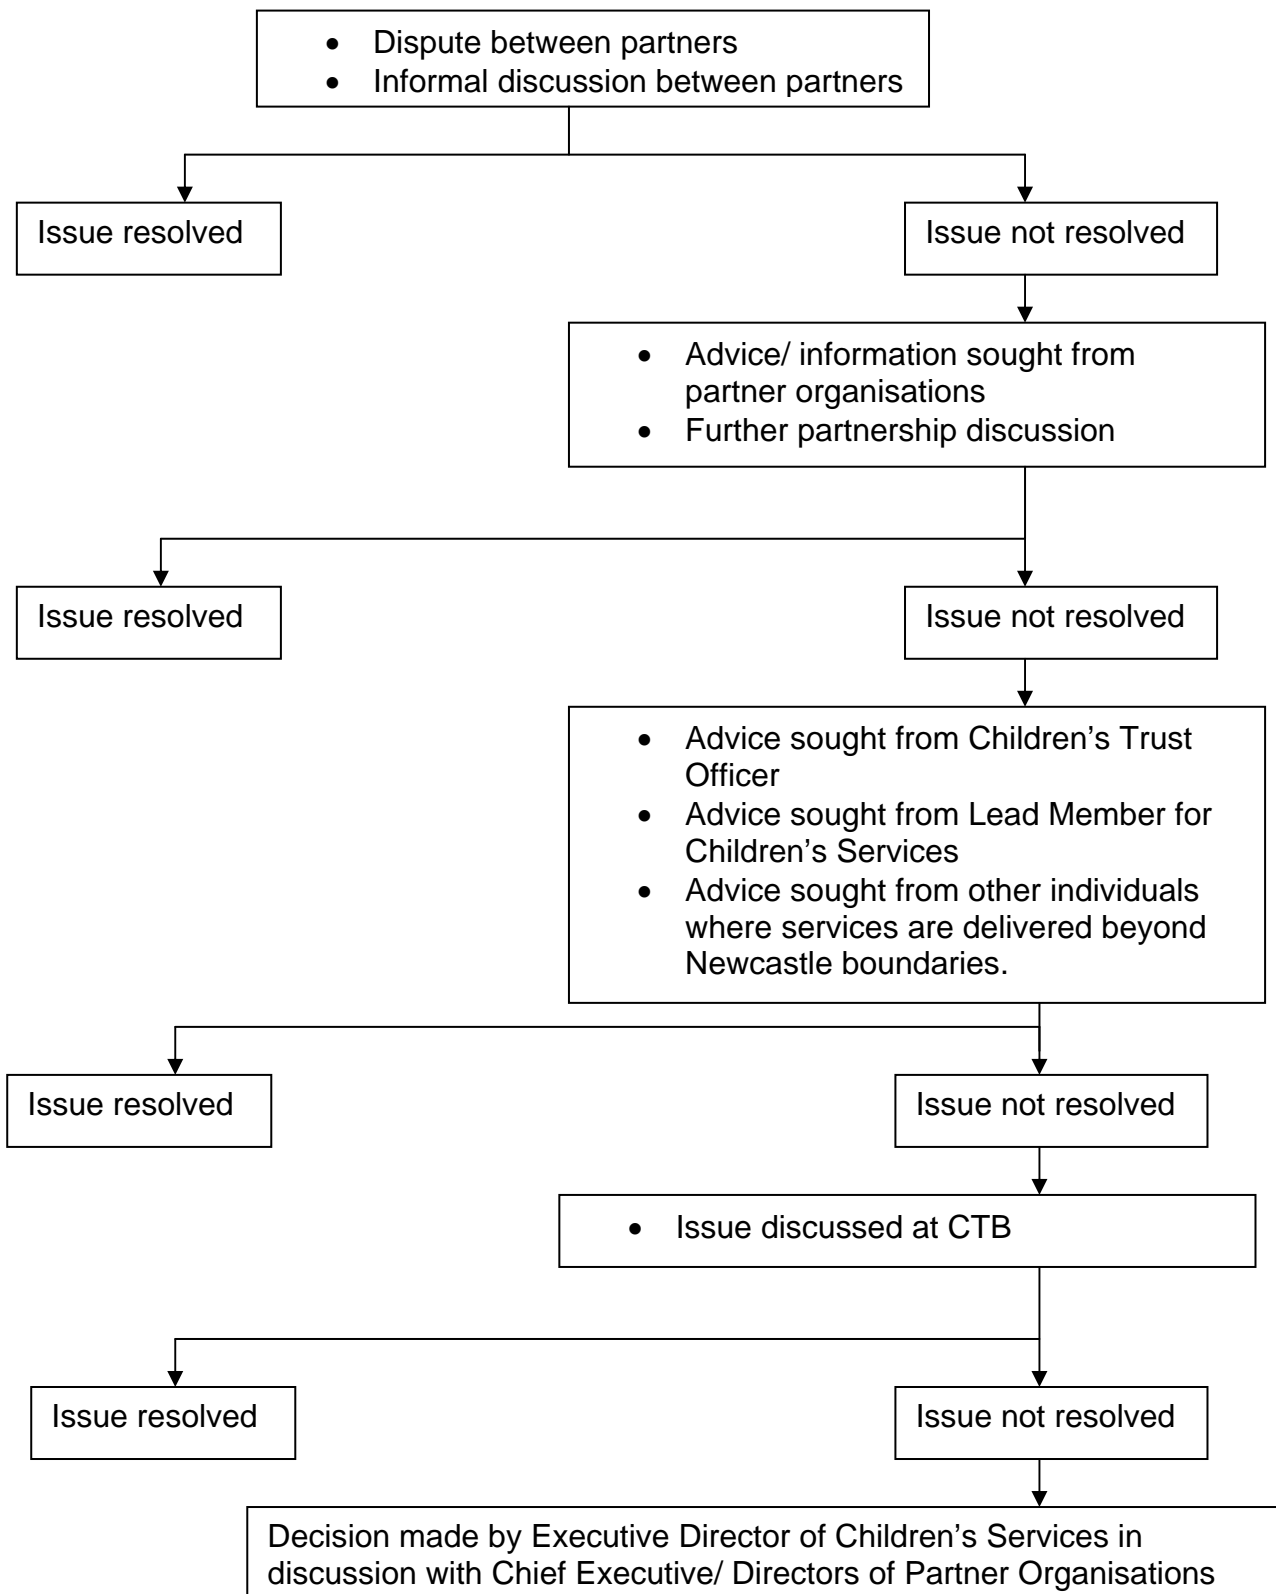 • Dispute between partners
• Informal discussion between partners
Issue resolved
Issue not resolved
• Advice/ information sought from
partner organisations
• Further partnership discussion
Issue resolved
Issue not resolved
• Advice sought from Children’s Trust
Officer
• Advice sought from Lead Member for
Children’s Services
• Advice sought from other individuals
where services are delivered beyond
Newcastle boundaries.
Issue resolved
Issue not resolved
• Issue discussed at CTB
Issue resolved
Issue not resolved
Decision made by Executive Director of Children’s Services in
discussion with Chief Executive/ Directors of Partner Organisations